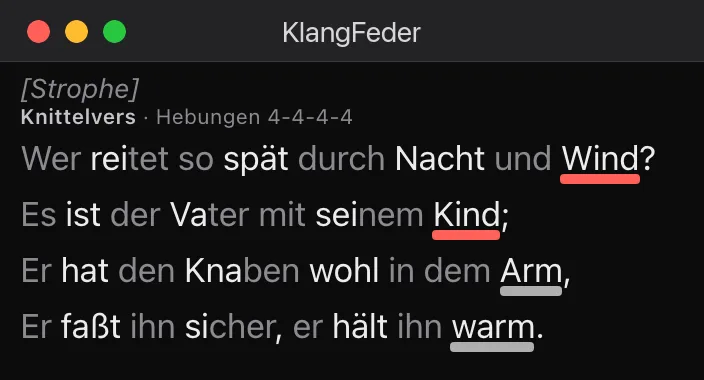 KlangFeder
[Strophe]
Knittelvers · Hebungen 4-4-4-4
Wer reitet so spät durch Nacht und Wind?
Es ist der Vater mit seinem Kind;
Er hat den Knaben wohl in dem Arm,
Er faßt ihn sicher, er hält ihn warm.